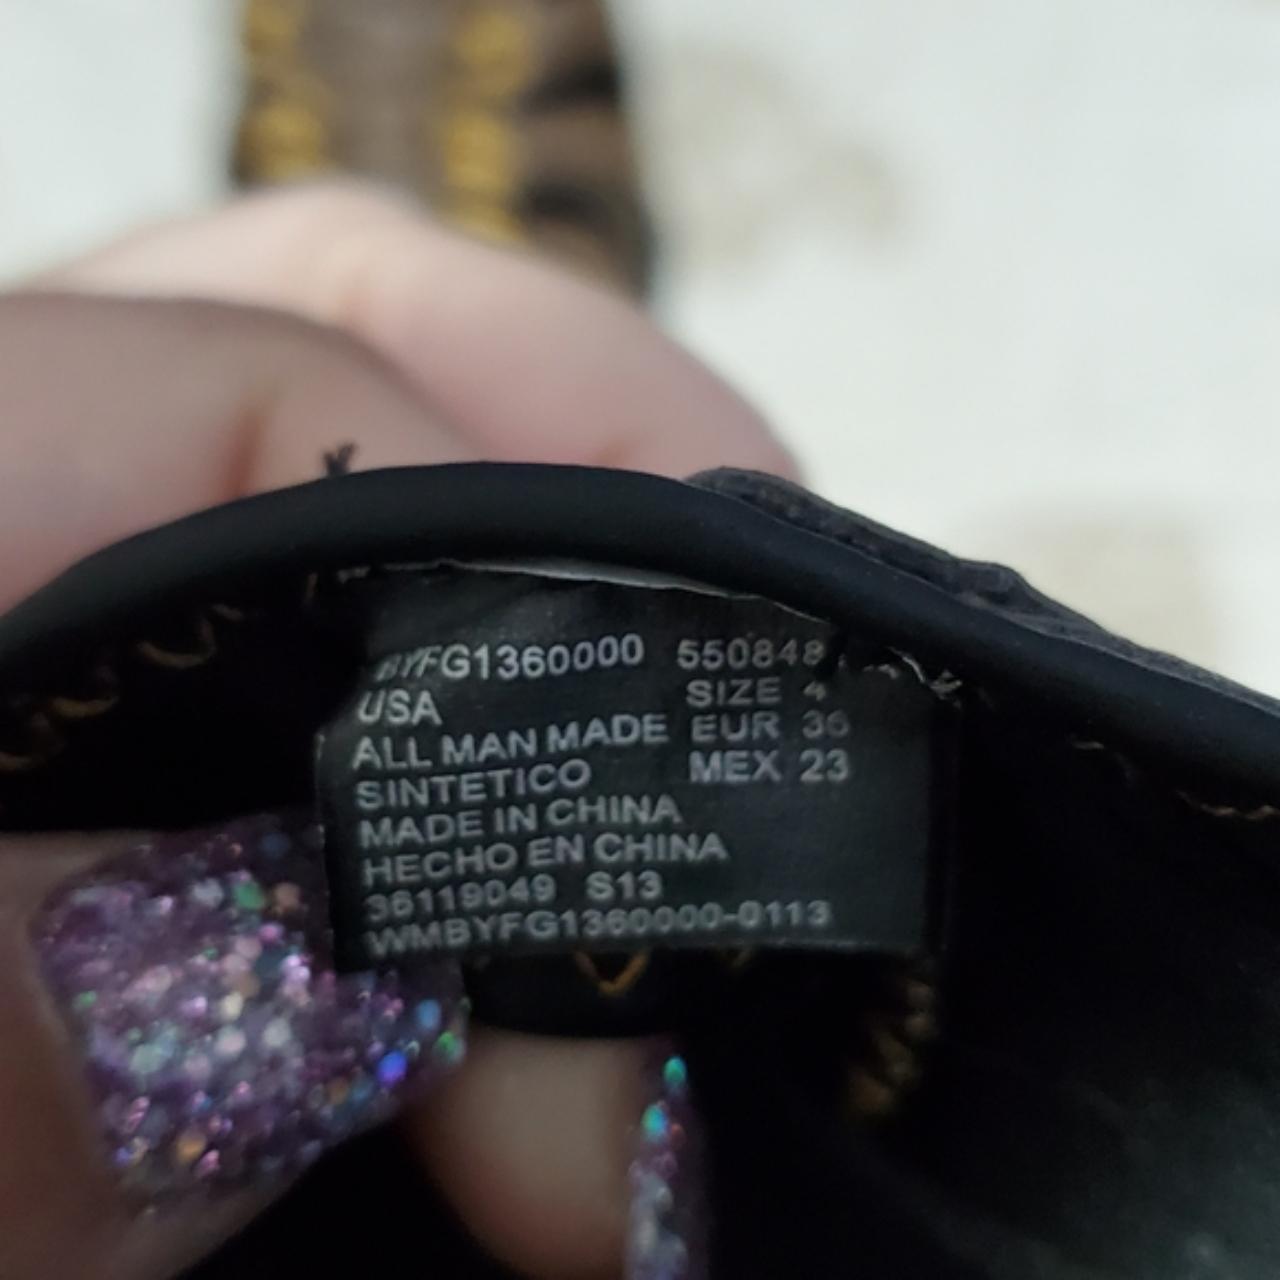 BYFG1360000 550848
USA SIZE 4
ALL MAN MADE EUR 36
SINTETICO MEX 23
MADE IN CHINA
HECHO EN CHINA
36119049 S13
WMBYFG1360000-0113